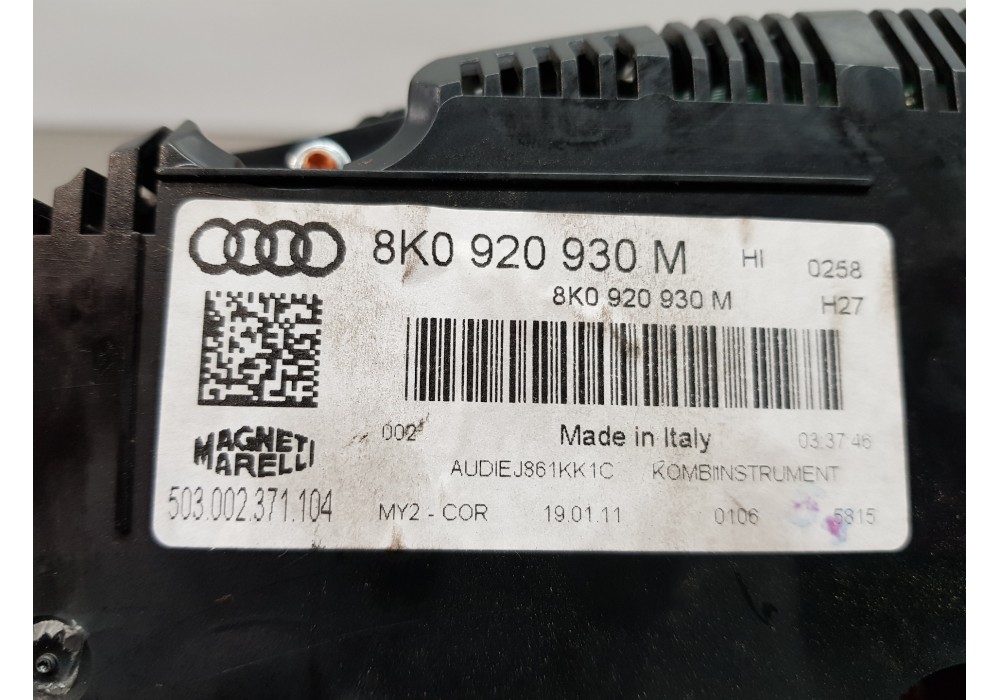 8K0 920 930 M HI 0258
8K0 920 930 M H27
002
Made in Italy 03:37:46
MAGNETI
MARELLI
AUDIEJ861KK1C KOMBIINSTRUMENT
503.002.371.104 MY2 - COR 19.01.11 0106 5815